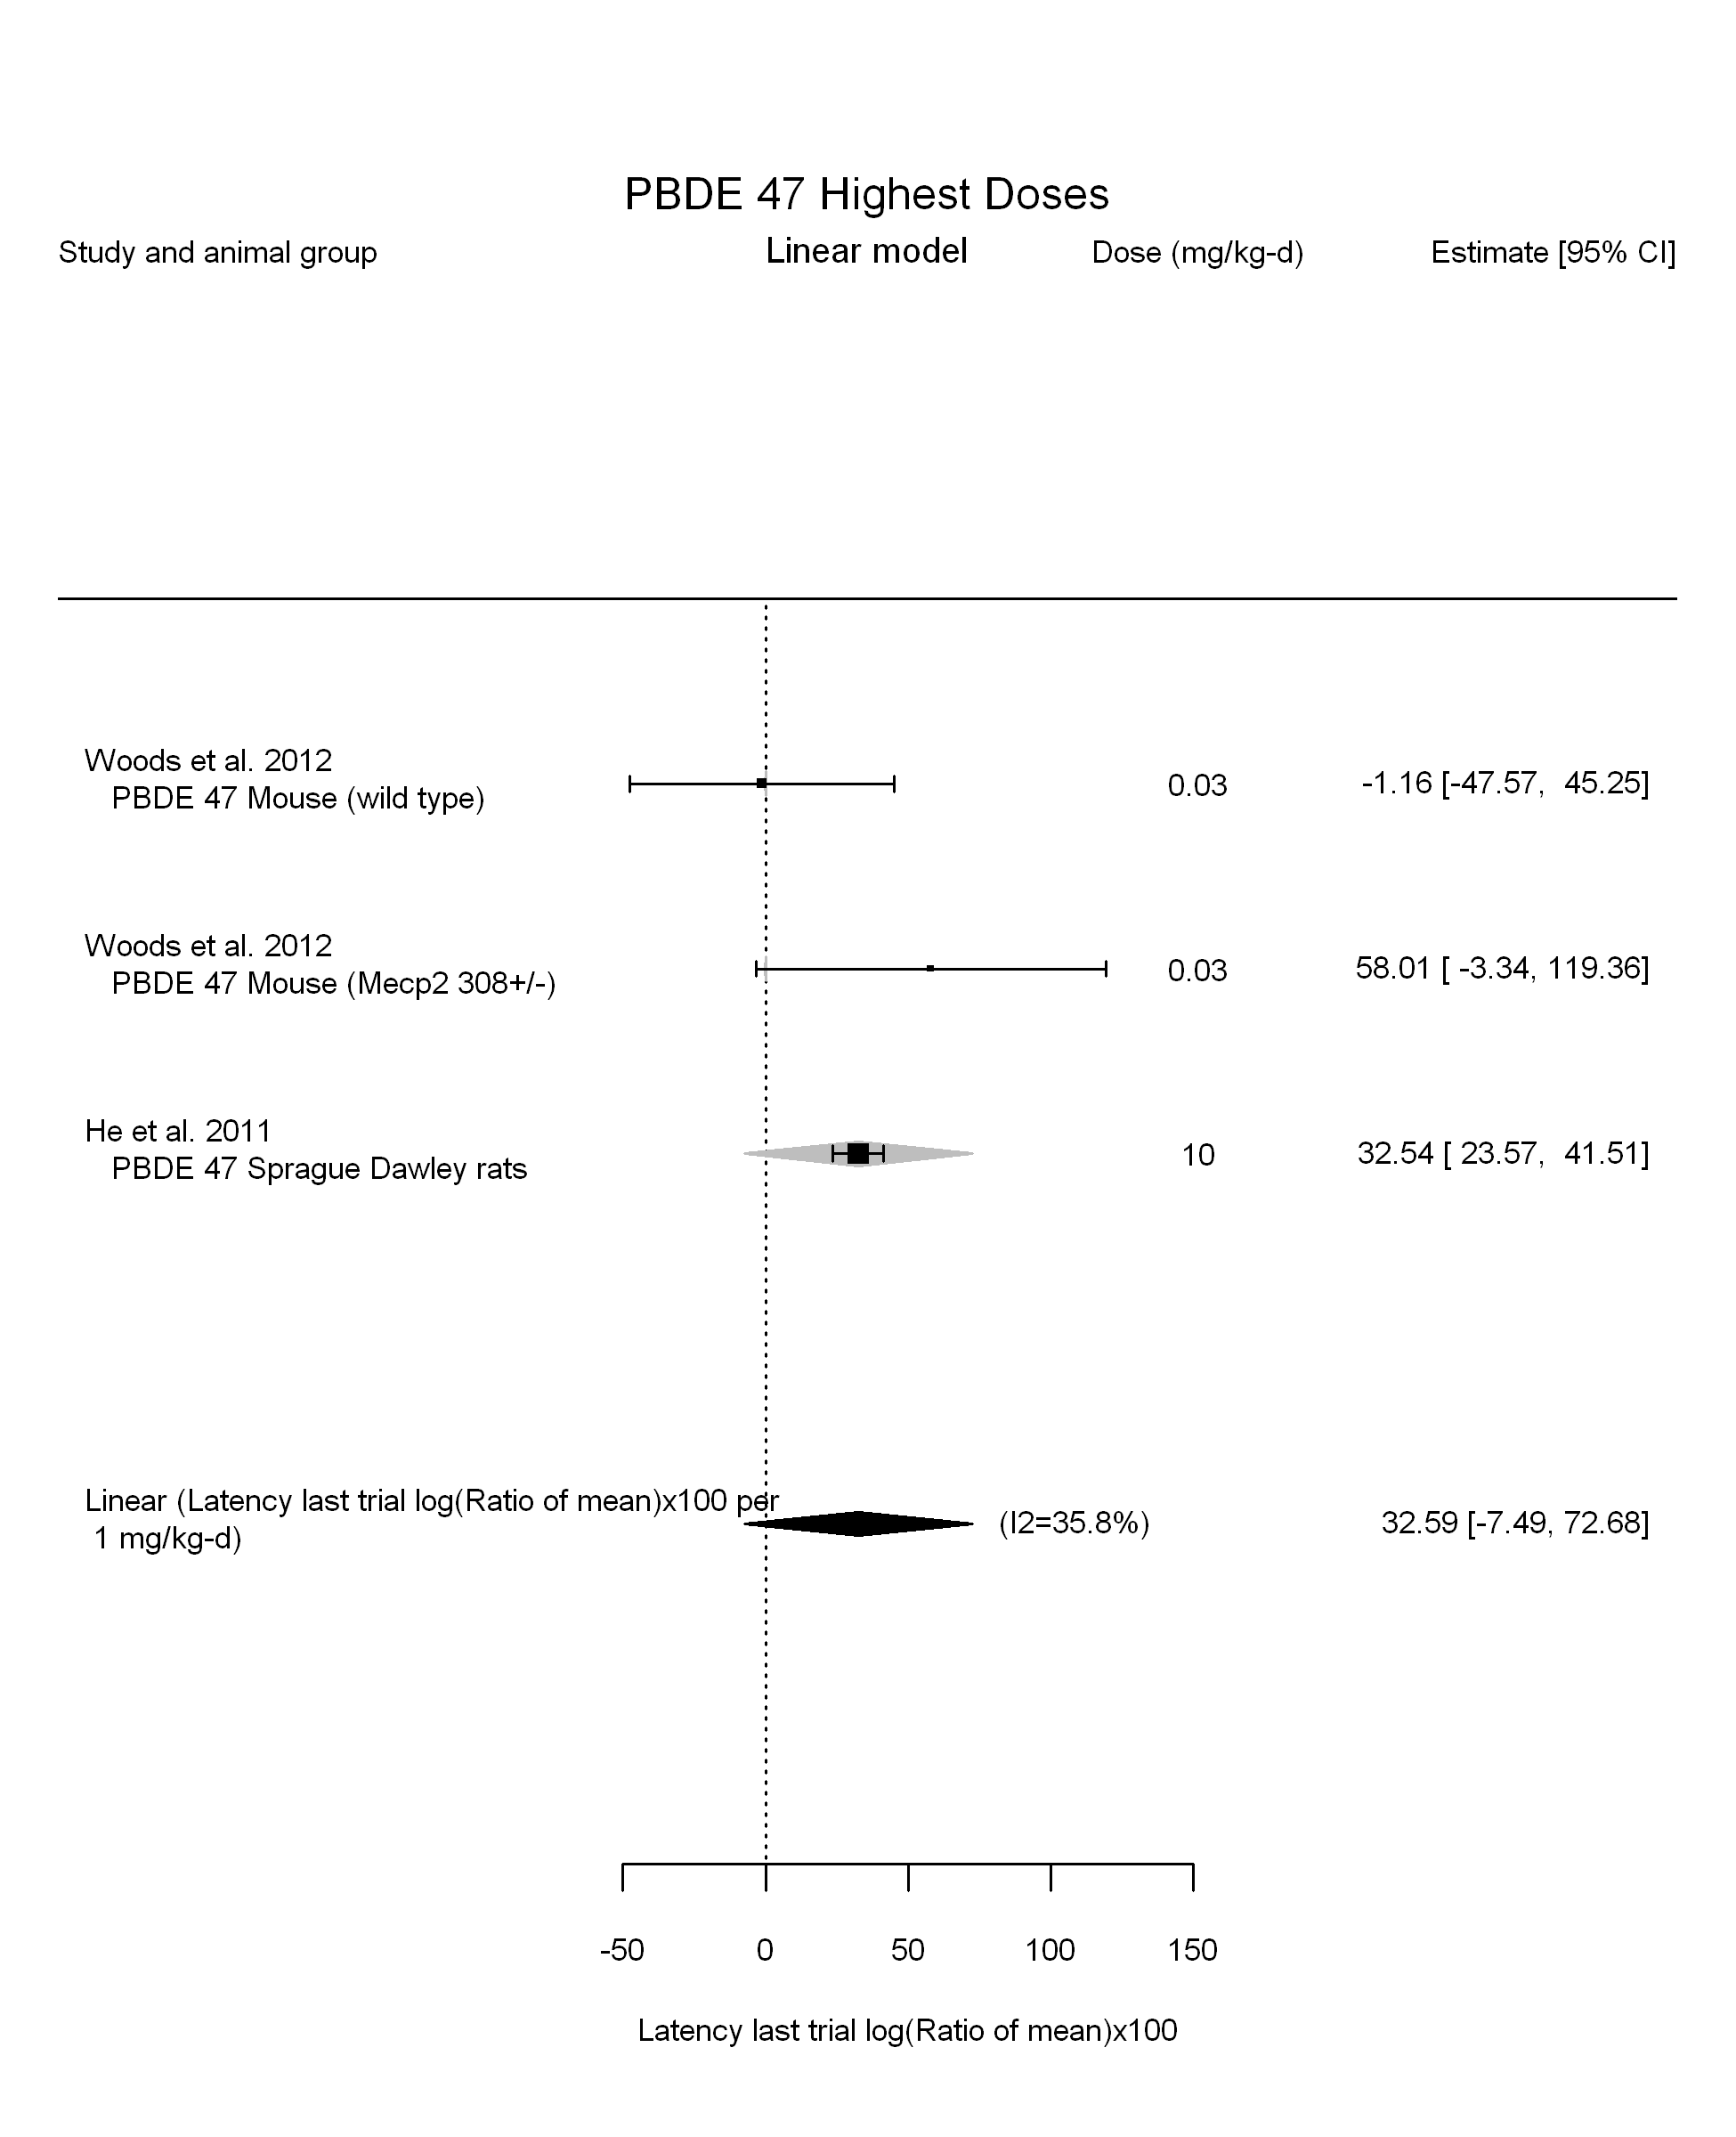 PBDE 47 Highest Doses
Study and animal group Linear model Dose (mg/kg-d) Estimate [95% CI]
Woods et al. 2012
PBDE 47 Mouse (wild type) 0.03 -1.16 [-47.57, 45.25]
Woods et al. 2012
PBDE 47 Mouse (Mecp2 308+/-) 0.03 58.01 [ -3.34, 119.36]
He et al. 2011
PBDE 47 Sprague Dawley rats 10 32.54 [ 23.57, 41.51]
Linear (Latency last trial log(Ratio of mean)x100 per
1 mg/kg-d) (I2=35.8%) 32.59 [-7.49, 72.68]
-50 0 50 100 150
Latency last trial log(Ratio of mean)x100